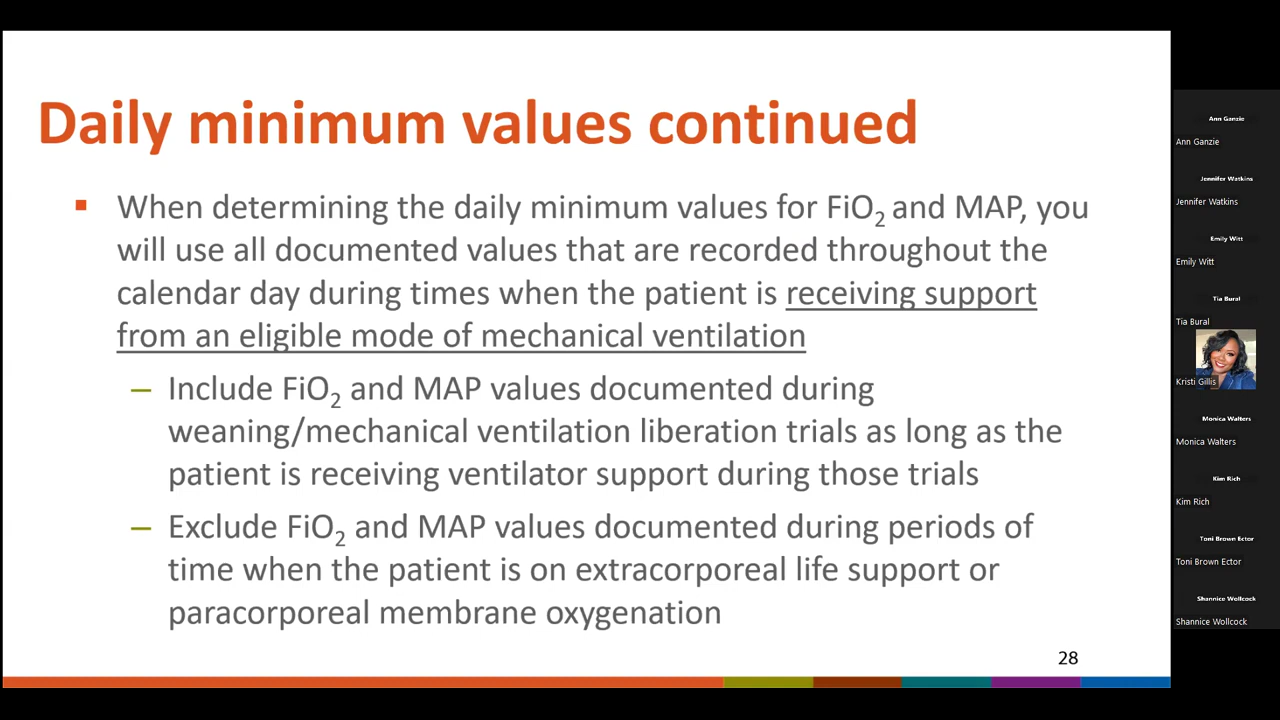 Daily minimum values continued
When determining the daily minimum values for FiO₂ and MAP, you
will use all documented values that are recorded throughout the
calendar day during times when the patient is receiving support
from an eligible mode of mechanical ventilation
– Include FiO₂ and MAP values documented during
weaning/mechanical ventilation liberation trials as long as the
patient is receiving ventilator support during those trials
– Exclude FiO₂ and MAP values documented during periods of
time when the patient is on extracorporeal life support or
paracorporeal membrane oxygenation
28
Ann Ganzie
Ann Ganzie
Jennifer Watkins
Jennifer Watkins
Emily Witt
Emily Witt
Tia Bural
Tia Bural
Kristi Gillis
Monica Walters
Monica Walters
Kim Rich
Kim Rich
Toni Brown Ector
Toni Brown Ector
Shannice Wollcock
Shannice Wollcock